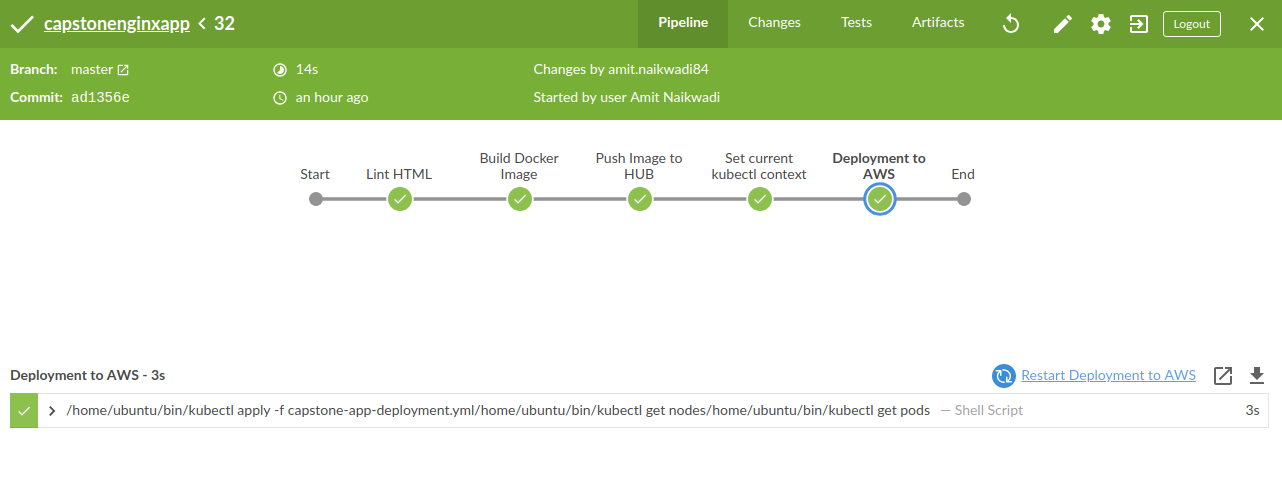 capstonenginxapp < 32
Pipeline
Changes
Tests
Artifacts
Logout
Branch: master
14s
Changes by amit.naikwadi84
Commit: ad1356e
an hour ago
Started by user Amit Naikwadi
Start
Lint HTML
Build Docker
Image
Push Image to
HUB
Set current
kubectl context
Deployment to
AWS
End
Deployment to AWS - 3s
Restart Deployment to AWS
/home/ubuntu/bin/kubectl apply -f capstone-app-deployment.yml/home/ubuntu/bin/kubectl get nodes/home/ubuntu/bin/kubectl get pods — Shell Script
3s